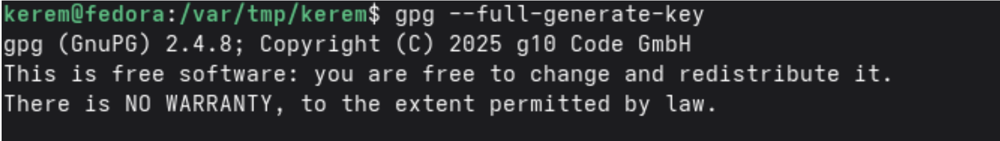 kerem@fedora:/var/tmp/kerem$ gpg --full-generate-key
gpg (GnuPG) 2.4.8; Copyright (C) 2025 g10 Code GmbH
This is free software: you are free to change and redistribute it.
There is NO WARRANTY, to the extent permitted by law.